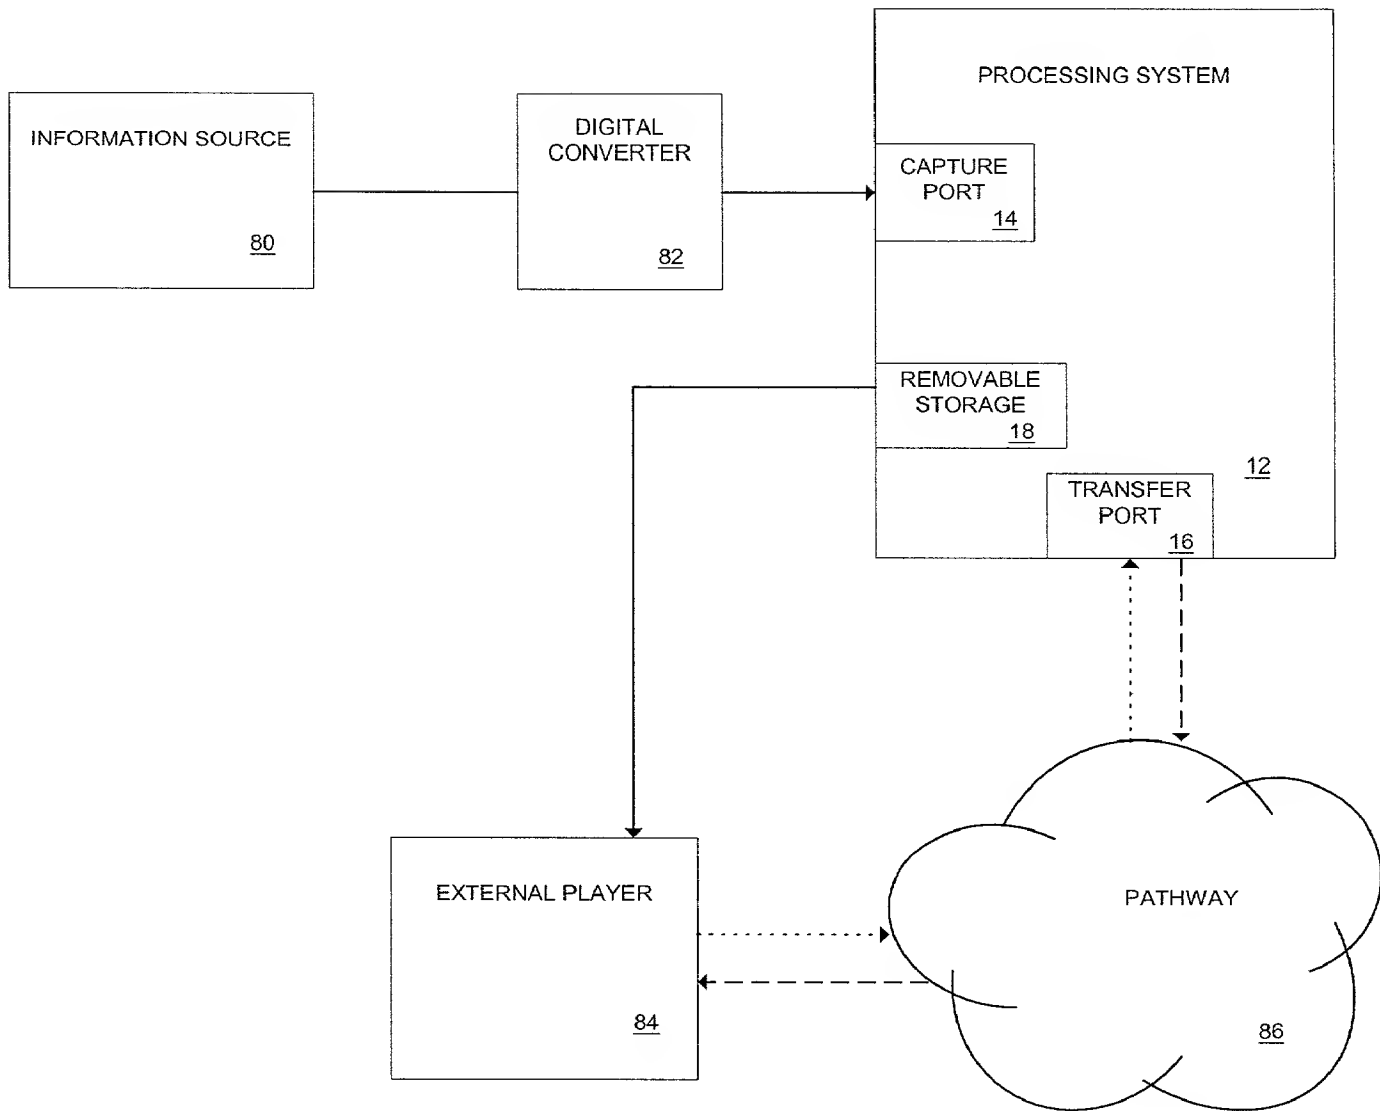 PROCESSING SYSTEM
INFORMATION SOURCE
80
DIGITAL
CONVERTER
82
CAPTURE
PORT
14
REMOVABLE
STORAGE
18
12
TRANSFER
PORT
16
EXTERNAL PLAYER
84
PATHWAY
86